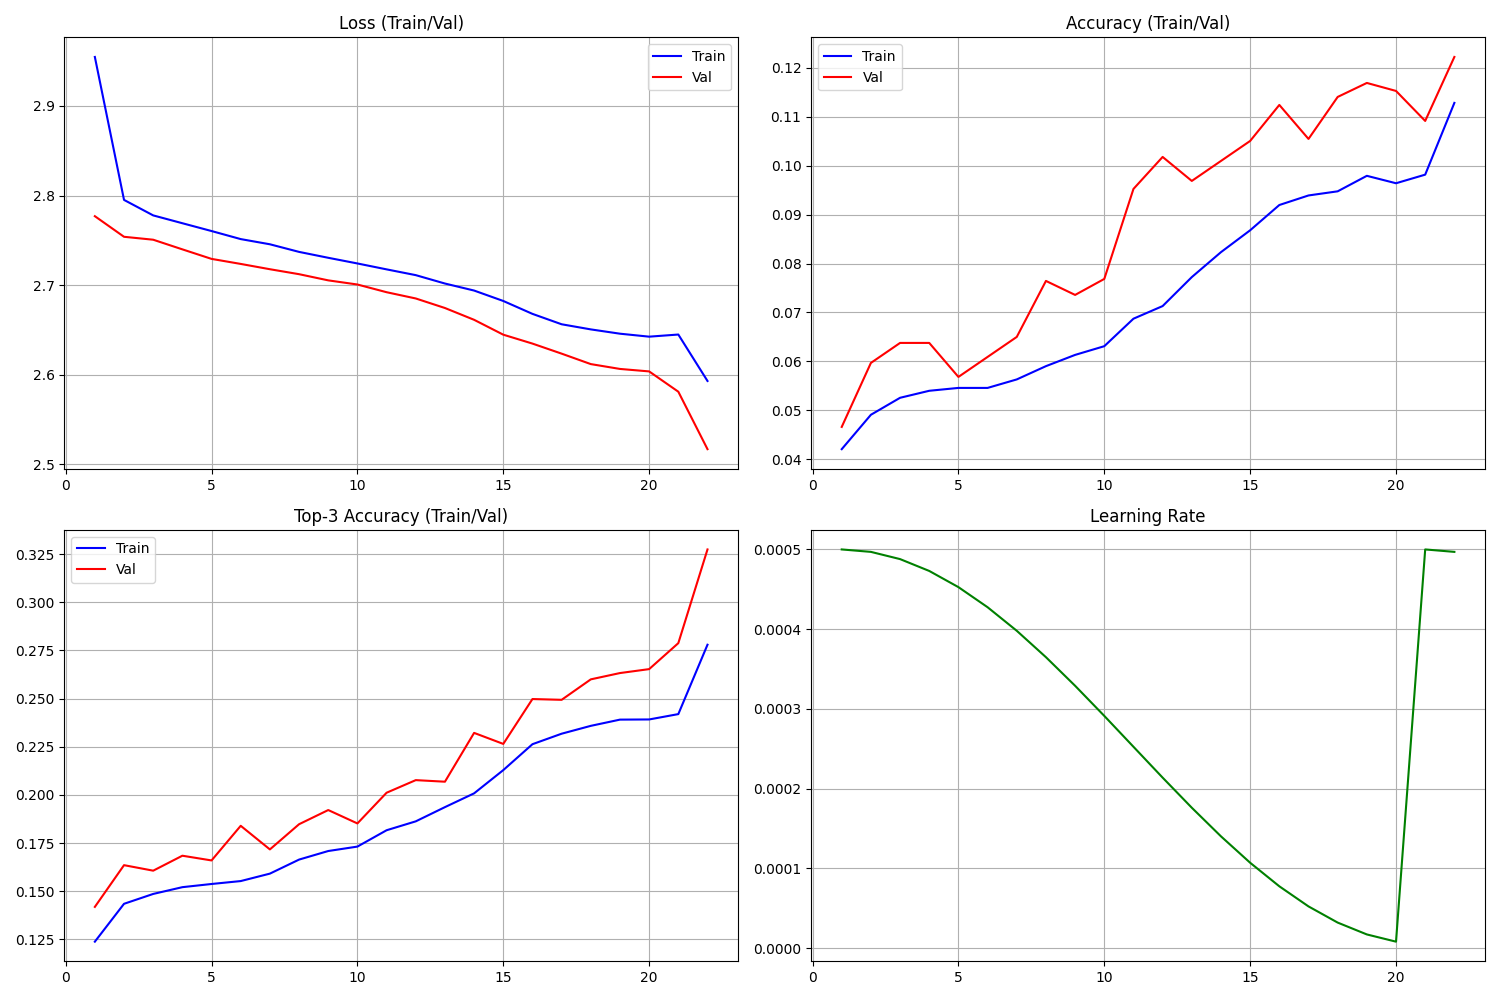 Loss (Train/Val)
Train
Val
2.9
2.8
2.7
2.6
2.5
0 5 10 15 20
Accuracy (Train/Val)
Train
Val
0.12
0.11
0.10
0.09
0.08
0.07
0.06
0.05
0.04
0 5 10 15 20
Top-3 Accuracy (Train/Val)
Train
Val
0.325
0.300
0.275
0.250
0.225
0.200
0.175
0.150
0.125
0 5 10 15 20
Learning Rate
0.0005
0.0004
0.0003
0.0002
0.0001
0.0000
0 5 10 15 20